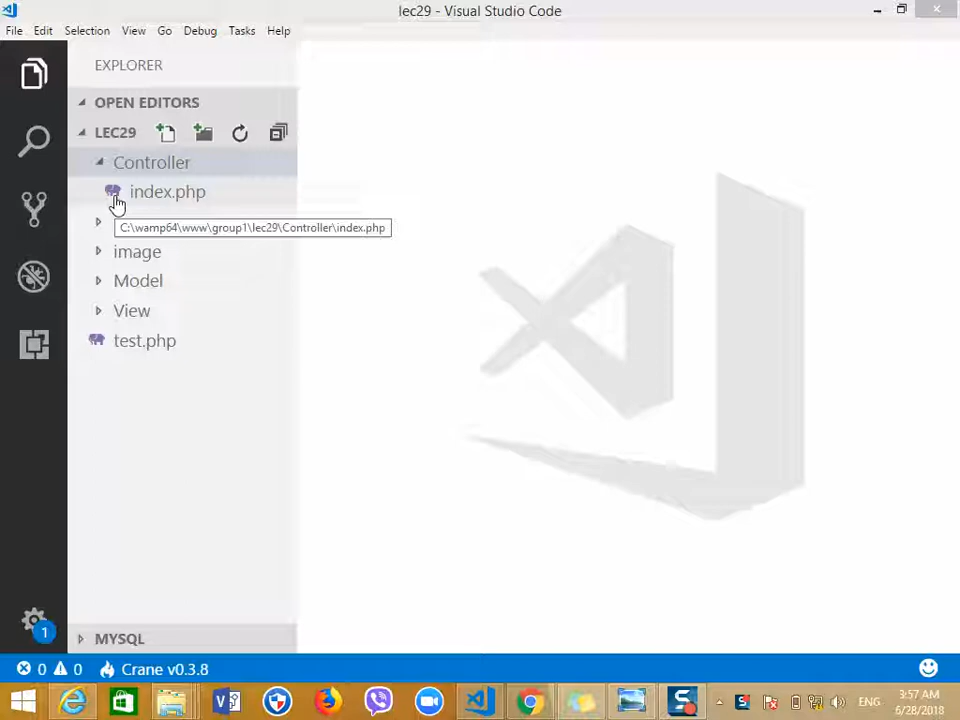 lec29 - Visual Studio Code
File Edit Selection View Go Debug Tasks Help
EXPLORER
OPEN EDITORS
LEC29
Controller
index.php
C:\wamp64\www\group1\lec29\Controller\index.php
image
Model
View
test.php
1
MYSQL
0 0 Crane v0.3.8
ENG
3:57 AM
6/28/2018